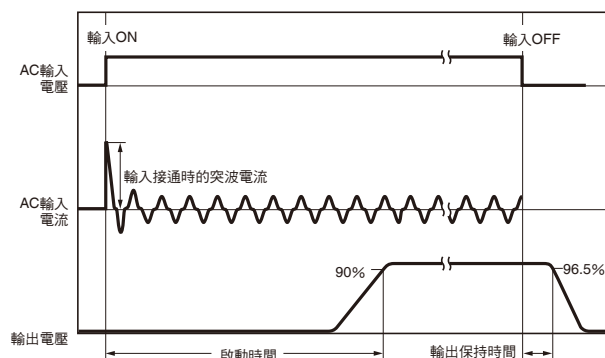 輸入ON
輸入OFF
AC輸入
電壓
輸入接通時的突波電流
AC輸入
電流
90%
96.5%
輸出電壓
啟動時間
輸出保持時間